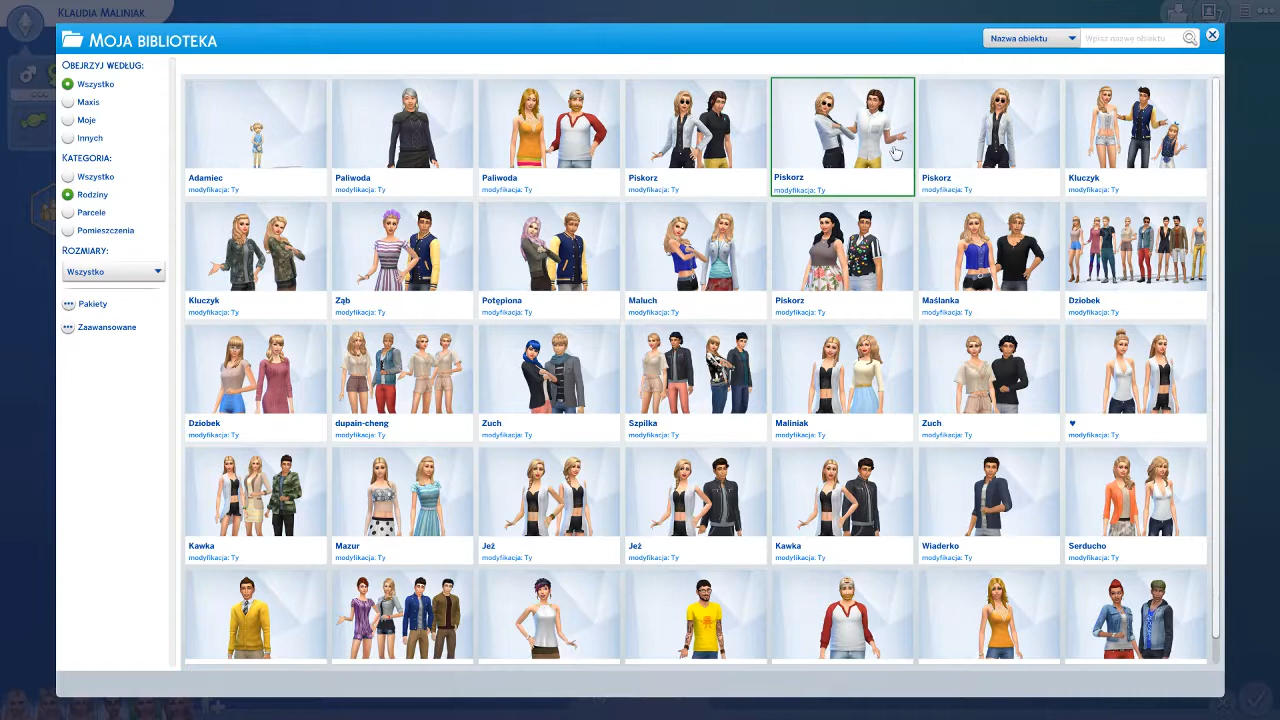 KLAUDIA MALINIAK
MOJA BIBLIOTEKA
Nazwa obiektu
Wpisz nazwę obiektu
OBEJRZYJ WEDŁUG:
Wszystko
Maxis
Moje
Innych
KATEGORIA:
Wszystko
Rodziny
Parcele
Pomieszczenia
ROZMIARY:
Wszystko
Pakiety
Zaawansowane
Adamiec
modyfikacja: Ty
Paliwoda
modyfikacja: Ty
Paliwoda
modyfikacja: Ty
Piskorz
modyfikacja: Ty
Piskorz
modyfikacja: Ty
Piskorz
modyfikacja: Ty
Kluczyk
modyfikacja: Ty
Kluczyk
modyfikacja: Ty
Ząb
modyfikacja: Ty
Potępiona
modyfikacja: Ty
Maluch
modyfikacja: Ty
Piskorz
modyfikacja: Ty
Maślanka
modyfikacja: Ty
Dziobek
modyfikacja: Ty
Dziobek
modyfikacja: Ty
dupain-cheng
modyfikacja: Ty
Zuch
modyfikacja: Ty
Szpilka
modyfikacja: Ty
Maliniak
modyfikacja: Ty
Zuch
modyfikacja: Ty
♥
modyfikacja: Ty
Kawka
modyfikacja: Ty
Mazur
modyfikacja: Ty
Jeż
modyfikacja: Ty
Jeż
modyfikacja: Ty
Kawka
modyfikacja: Ty
Wiaderko
modyfikacja: Ty
Serducho
modyfikacja: Ty